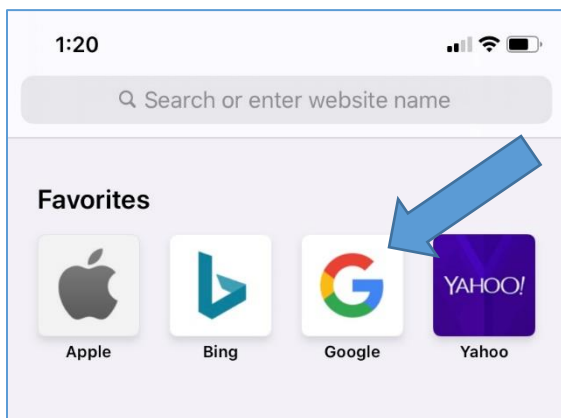 1:20
Search or enter website name
Favorites
YAHOO!
Apple Bing Google Yahoo